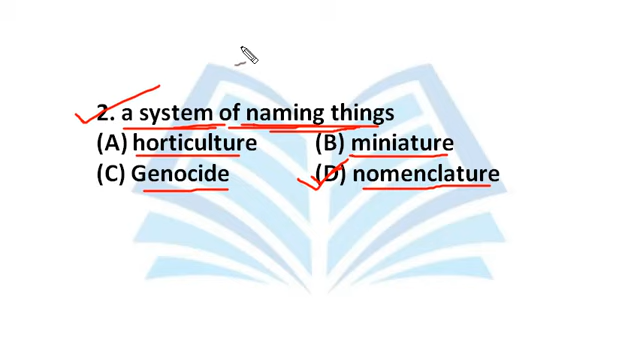 2. a system of naming things
(A) horticulture (B) miniature
(C) Genocide (D) nomenclature